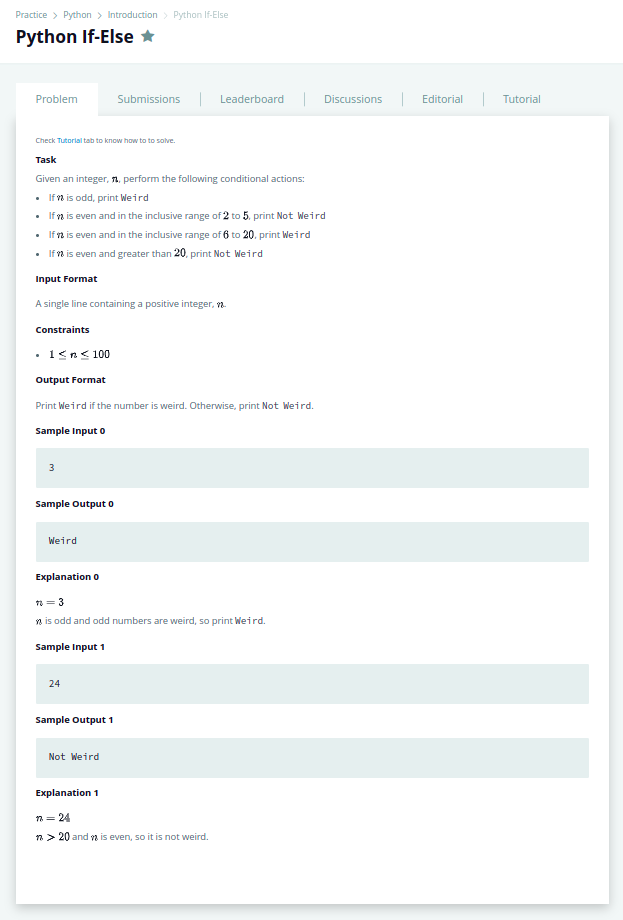 Practice > Python > Introduction > Python If-Else
Python If-Else ★
Problem Submissions Leaderboard Discussions Editorial Tutorial
Check Tutorial tab to know how to to solve.
Task
Given an integer, n, perform the following conditional actions:
• If n is odd, print Weird
• If n is even and in the inclusive range of 2 to 5, print Not Weird
• If n is even and in the inclusive range of 6 to 20, print Weird
• If n is even and greater than 20, print Not Weird
Input Format
A single line containing a positive integer, n.
Constraints
• 1 ≤ n ≤ 100
Output Format
Print Weird if the number is weird. Otherwise, print Not Weird.
Sample Input 0
3
Sample Output 0
Weird
Explanation 0
n = 3
n is odd and odd numbers are weird, so print Weird.
Sample Input 1
24
Sample Output 1
Not Weird
Explanation 1
n = 24
n > 20 and n is even, so it is not weird.